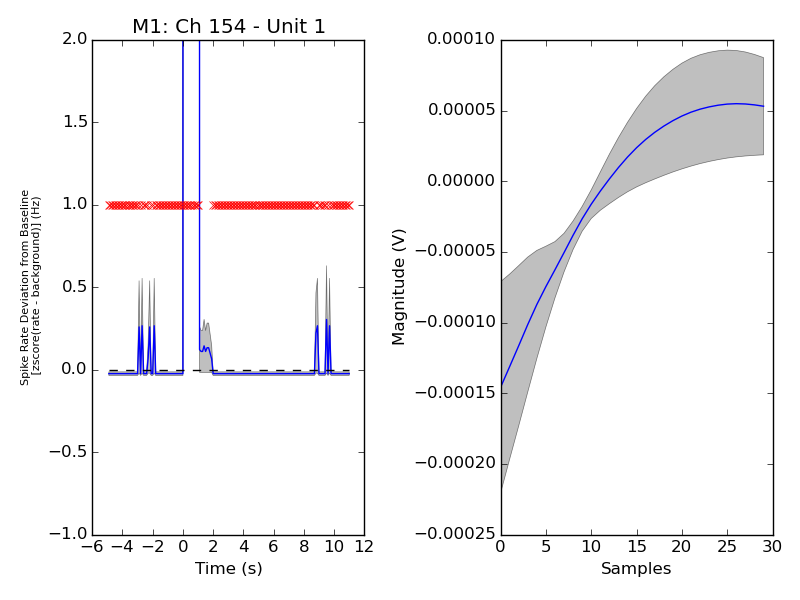 M1: Ch 154 - Unit 1
2.0
1.5
1.0
0.5
0.0
−0.5
−1.0
−6 −4 −2 0 2 4 6 8 10 12
Time (s)
Spike Rate Deviation from Baseline
[zscore(rate - background)] (Hz)
0.00010
0.00005
0.00000
−0.00005
−0.00010
−0.00015
−0.00020
−0.00025
0 5 10 15 20 25 30
Samples
Magnitude (V)